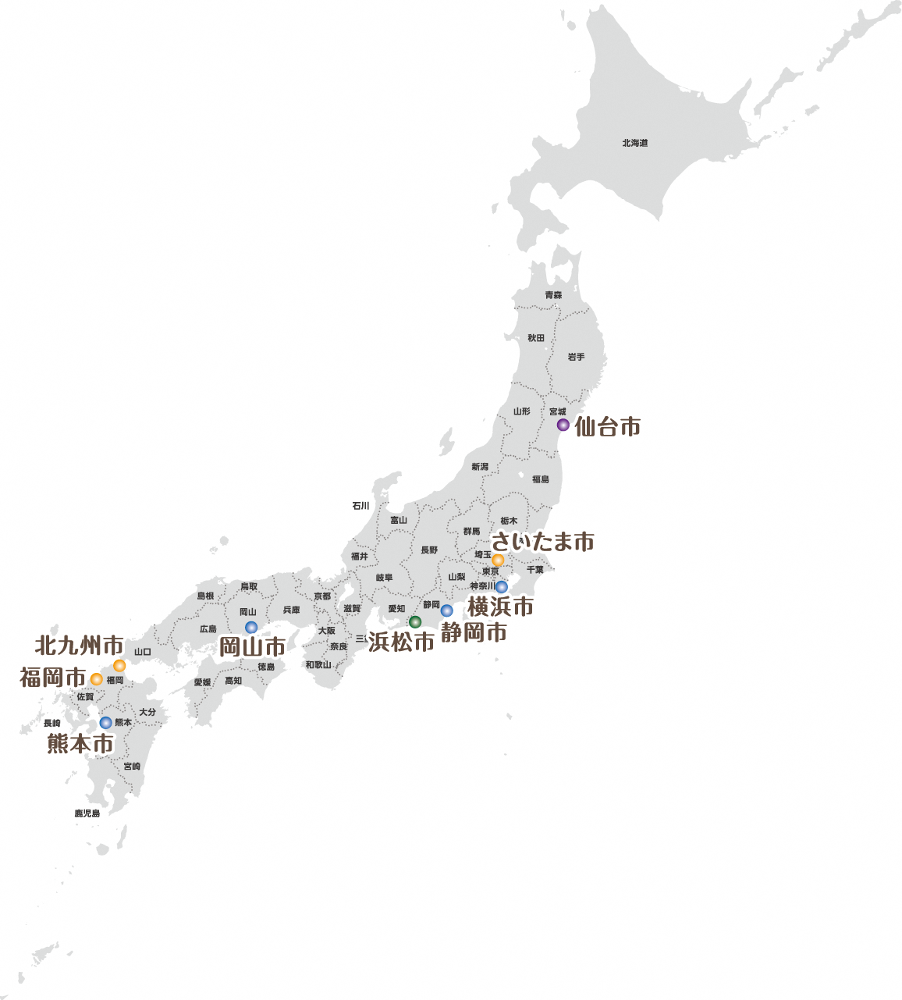 北海道
青森
秋田
岩手
山形
宮城
仙台市
新潟
福島
石川
富山
群馬
栃木
さいたま市
福井
長野
埼玉
岐阜
山梨
東京
千葉
神奈川
島根
鳥取
京都
滋賀
愛知
静岡
横浜市
岡山
兵庫
広島
大阪
三
浜松市
静岡市
奈良
岡山市
北九州市
山口
和歌山
徳島
福岡市
福岡
愛媛
高知
佐賀
大分
長崎
熊本
熊本市
宮崎
鹿児島